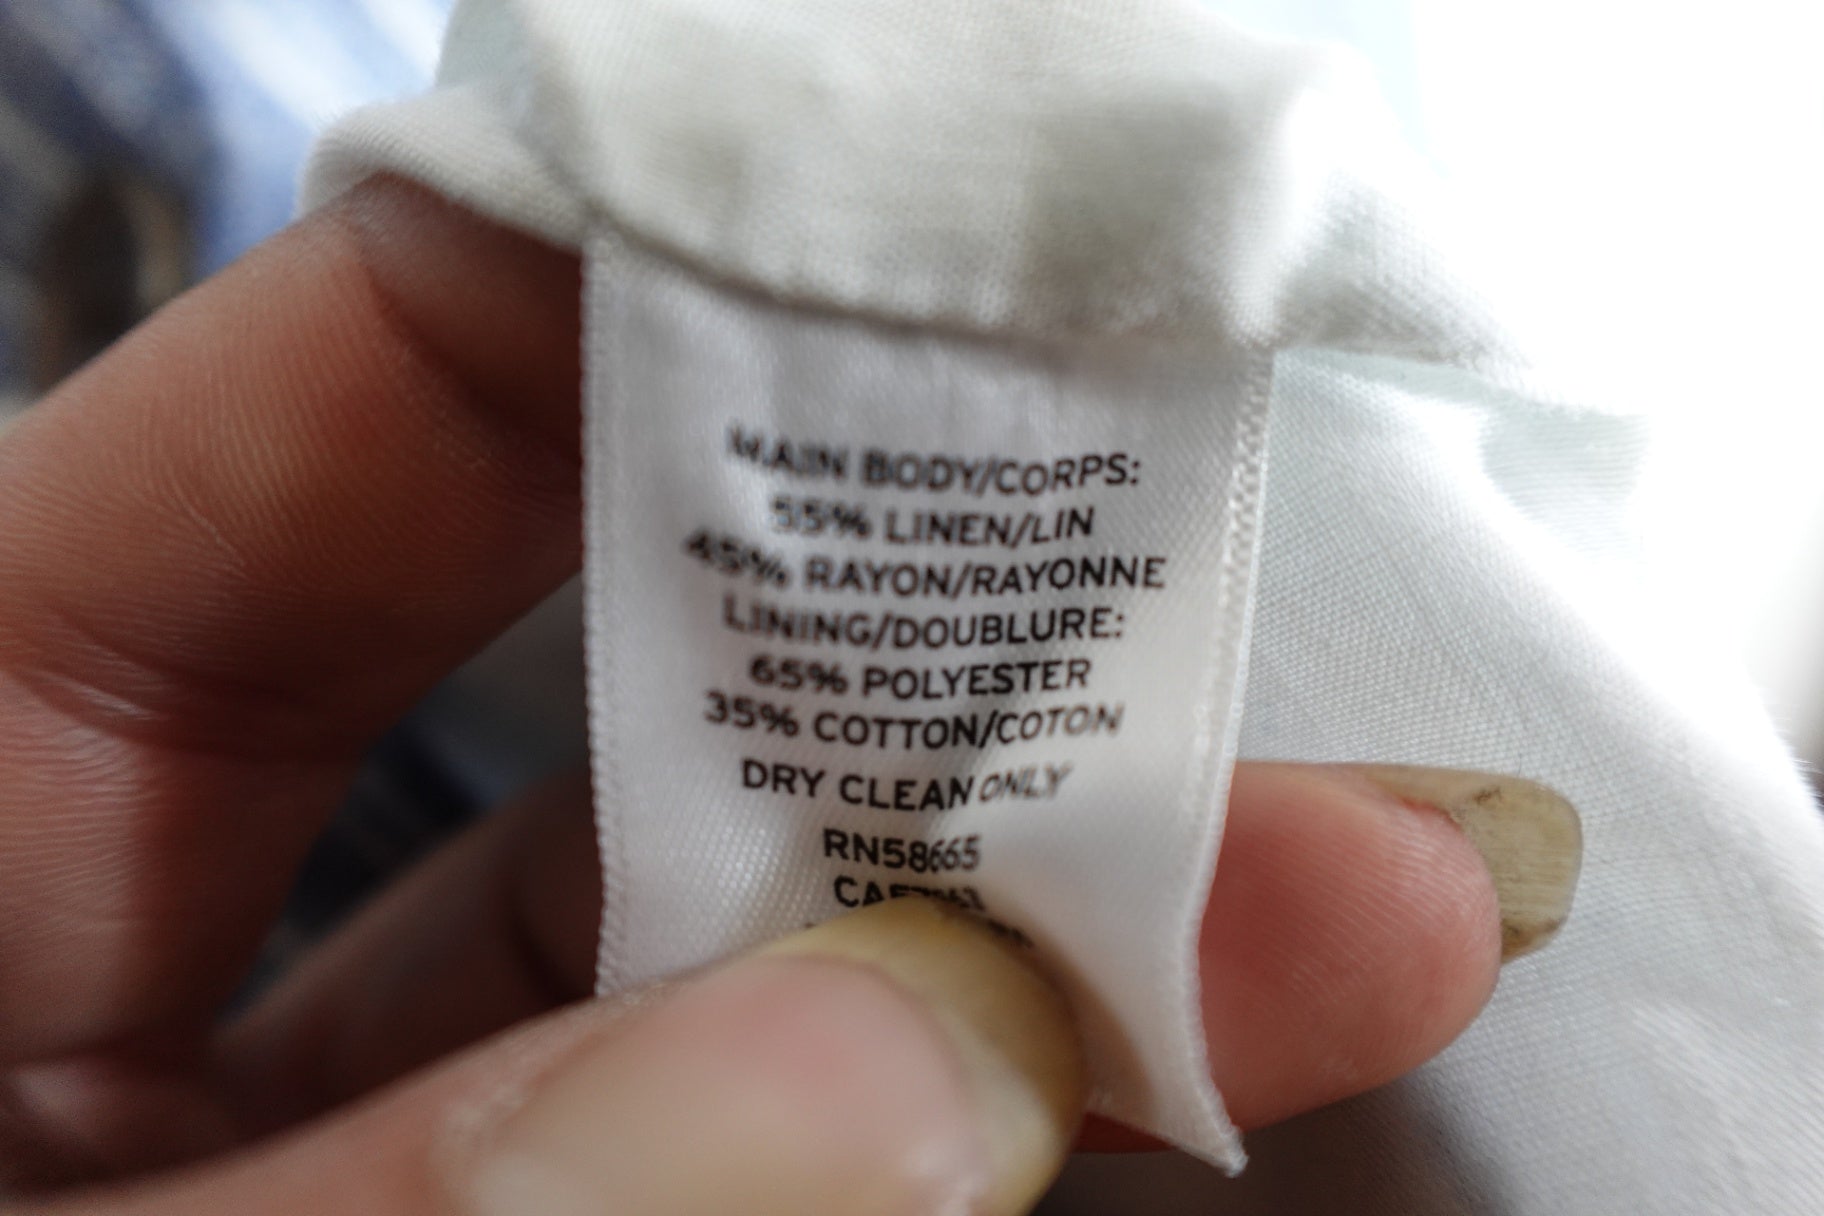 MAIN BODY/CORPS:
55% LINEN/LIN
45% RAYON/RAYONNE
LINING/DOUBLURE:
65% POLYESTER
35% COTTON/COTON
DRY CLEAN ONLY
RN58665